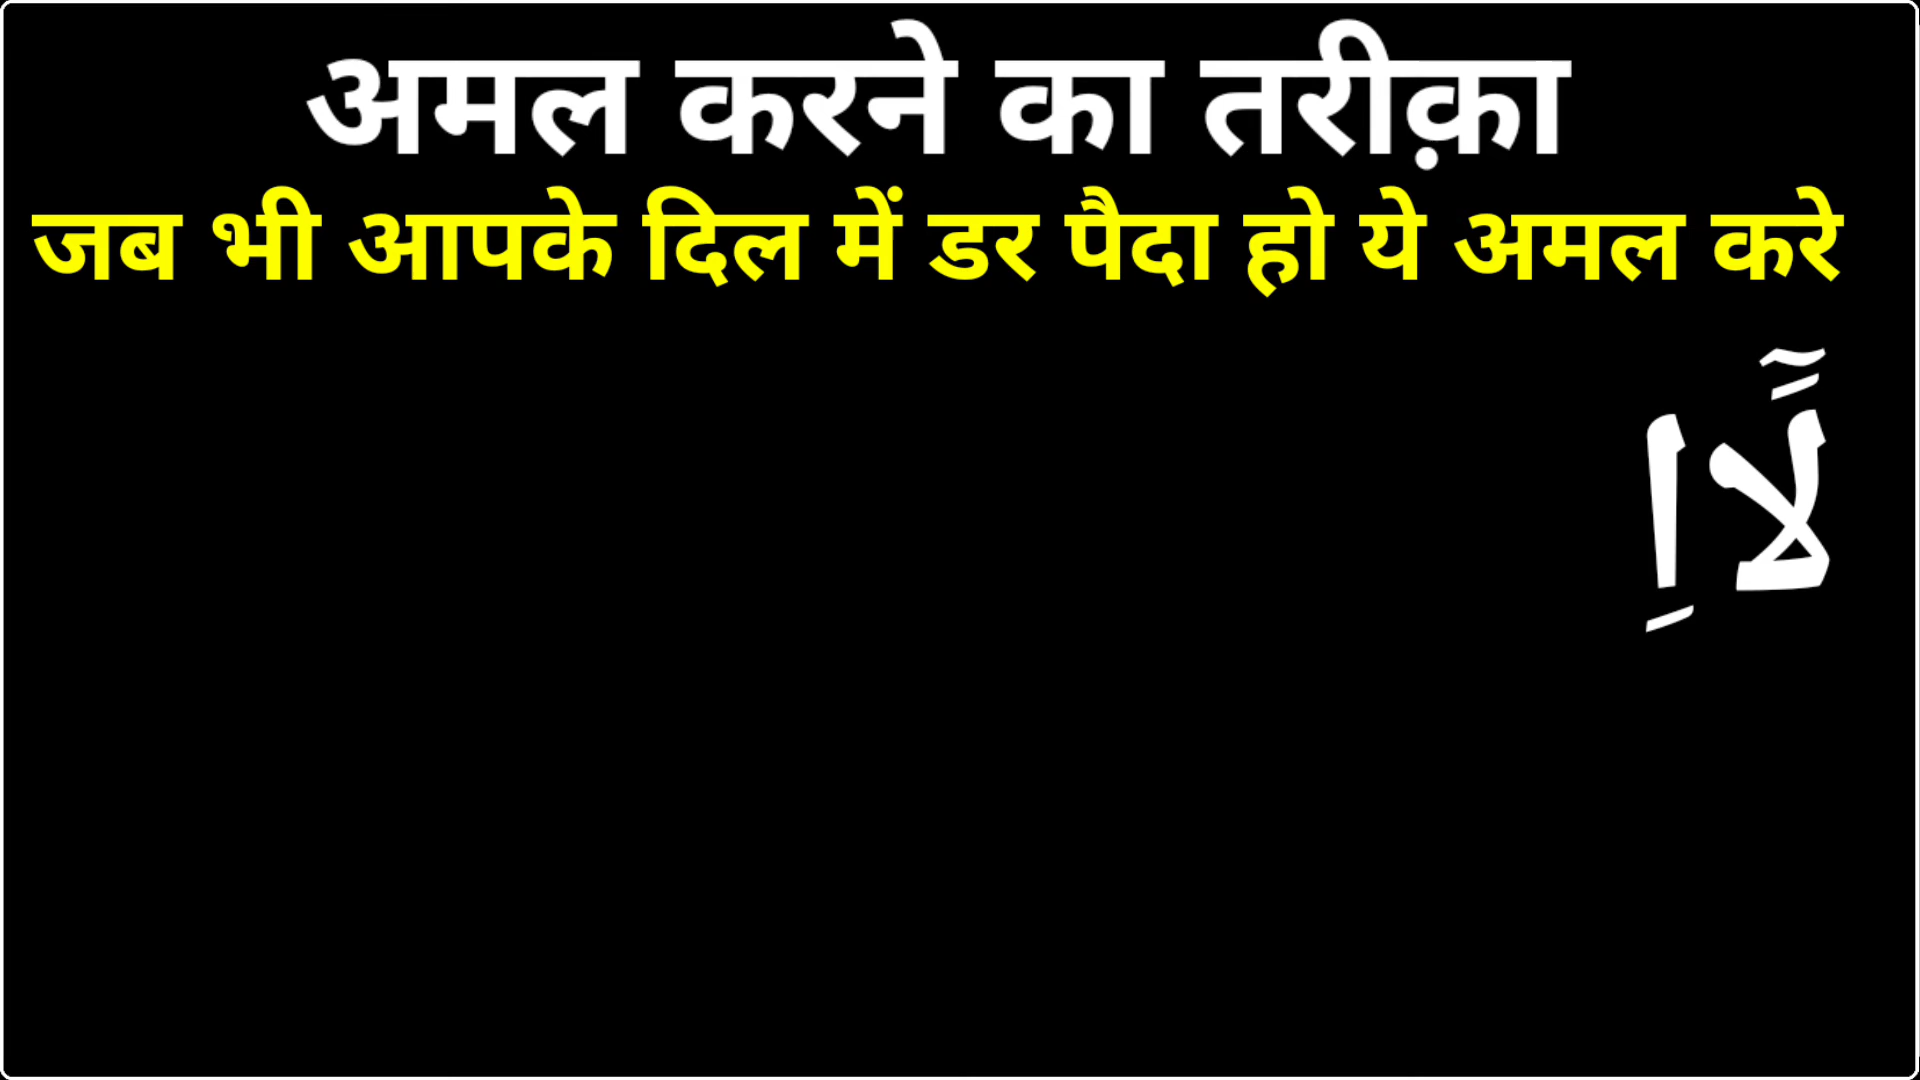 अमल करने का तरीक़ा
जब भी आपके दिल में डर पैदा हो ये अमल करे
لَآ اِ